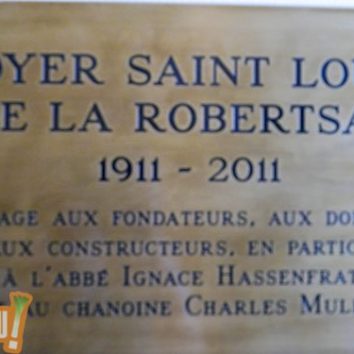 OYER SAINT LOU
E LA ROBERTSA
1911 - 2011
AGE AUX FONDATEURS, AUX DO
UX CONSTRUCTEURS, EN PARTIC
À L'ABBÉ IGNACE HASSENFRAT
AU CHANOINE CHARLES MULL
U!